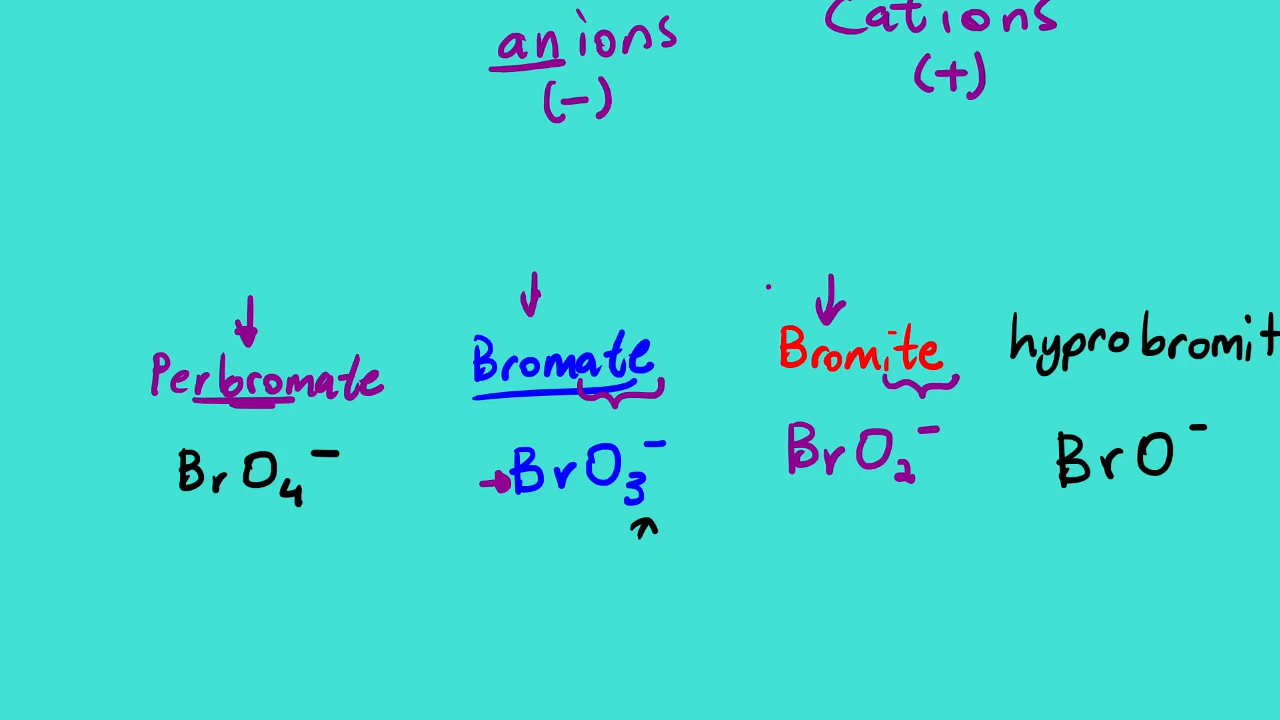 anions Cations
(-) (+)
Perbromate Bromate Bromite hyprobromit
BrO₄⁻ BrO₃⁻ BrO₂⁻ BrO⁻